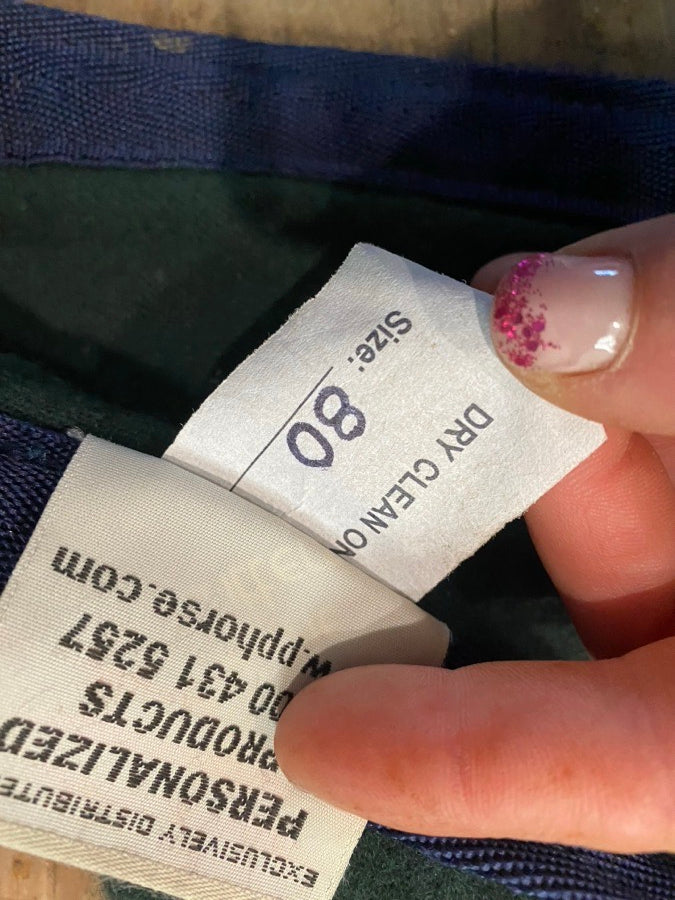 Size: 80
DRY CLEAN ON
EXCLUSIVELY DISTRIBUTE
PERSONALIZED
PRODUCTS
00 431 5257
w.pphorse.com